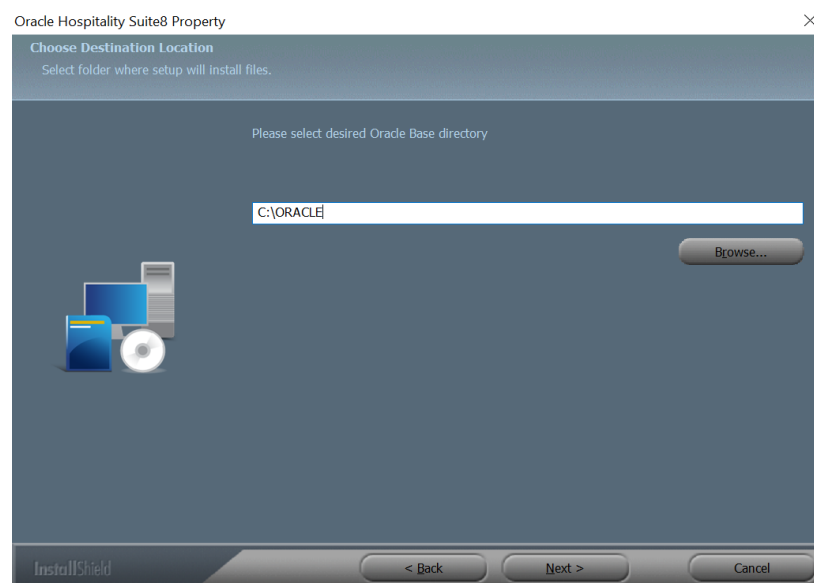 Oracle Hospitality Suite8 Property
Choose Destination Location
Select folder where setup will install files.
Please select desired Oracle Base directory
C:\ORACLE
Browse...
InstallShield
< Back
Next >
Cancel